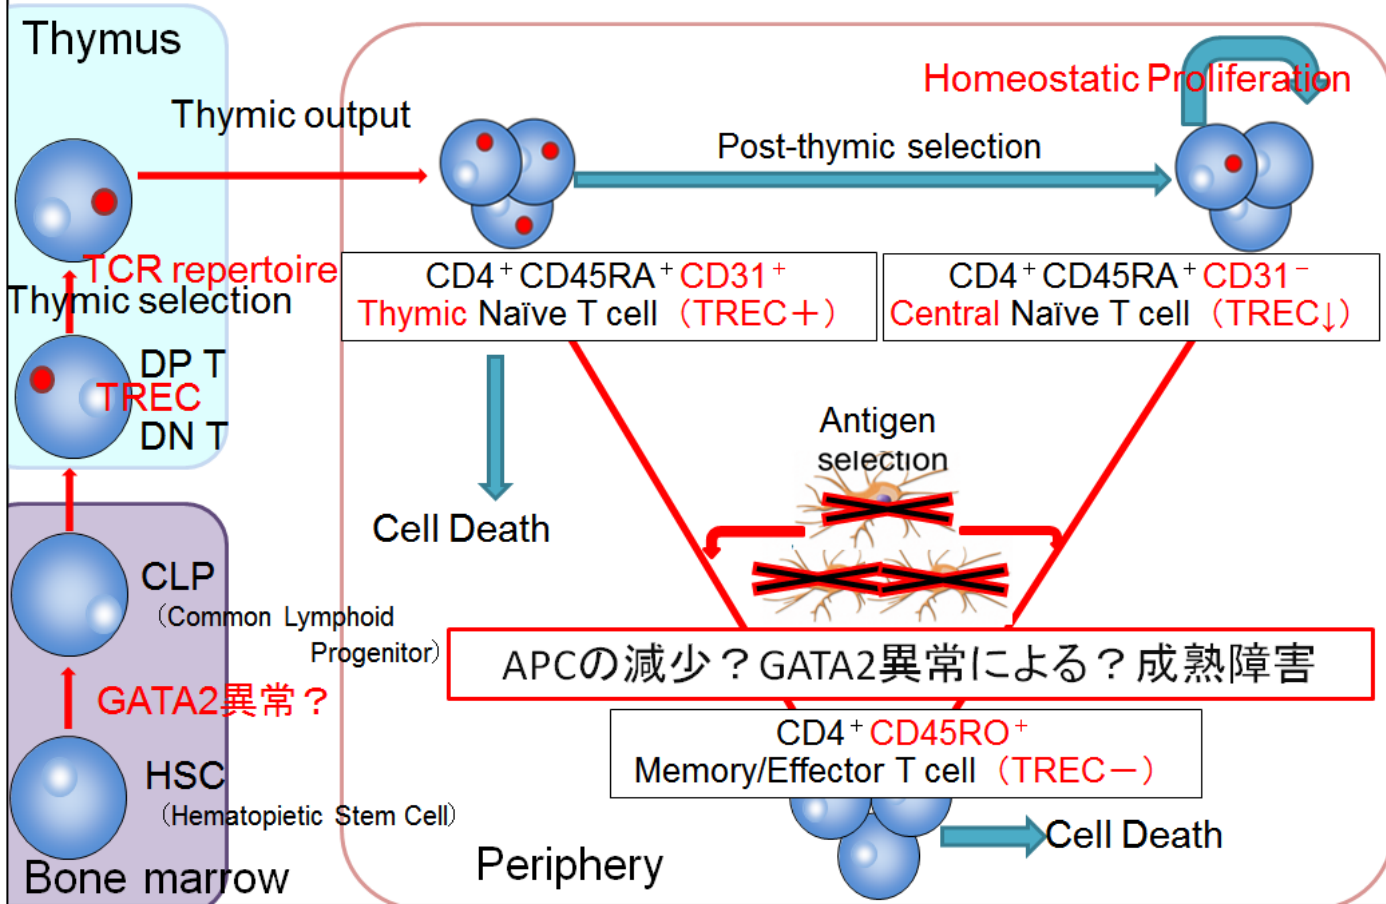 Thymus
Thymic output
Homeostatic Proliferation
Post-thymic selection
TCR repertoire
Thymic selection
CD4⁺ CD45RA⁺ CD31⁺
Thymic Naïve T cell（TREC＋）
CD4⁺ CD45RA⁺ CD31⁻
Central Naïve T cell（TREC↓）
DP T
TREC
DN T
Antigen
selection
Cell Death
CLP
（Common Lymphoid
Progenitor）
APCの減少？GATA2異常による？成熟障害
GATA2異常？
CD4⁺ CD45RO⁺
Memory/Effector T cell（TREC－）
HSC
（Hematopietic Stem Cell）
Cell Death
Periphery
Bone marrow